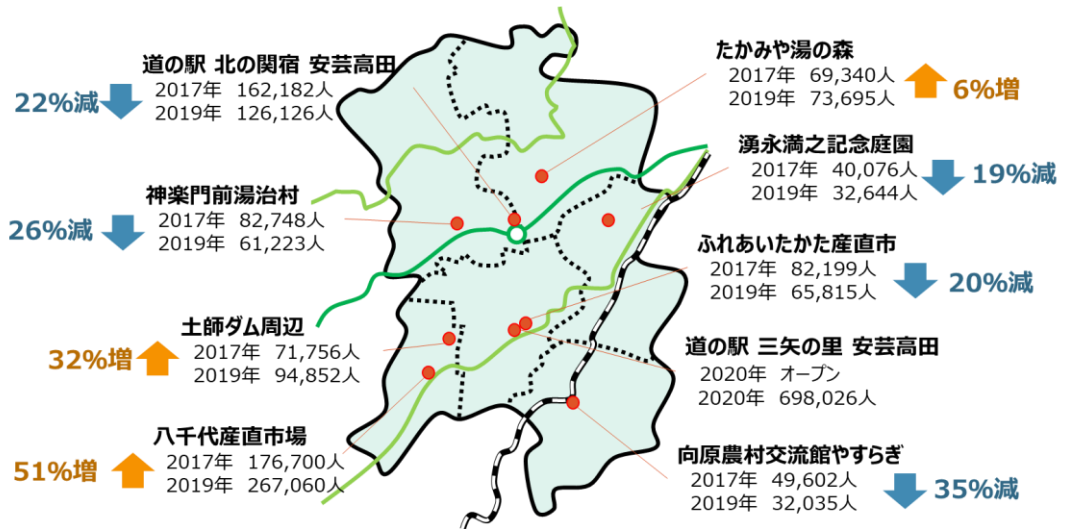 道の駅 北の関宿 安芸高田
2017年 162,182人
2019年 126,126人
22%減
神楽門前湯治村
2017年 82,748人
2019年 61,223人
26%減
土師ダム周辺
2017年 71,756人
2019年 94,852人
32%増
八千代産直市場
2017年 176,700人
2019年 267,060人
51%増
たかみや湯の森
2017年 69,340人
2019年 73,695人
6%増
湧永満之記念庭園
2017年 40,076人
2019年 32,644人
19%減
ふれあいたかた産直市
2017年 82,199人
2019年 65,815人
20%減
道の駅 三矢の里 安芸高田
2020年 オープン
2020年 698,026人
向原農村交流館やすらぎ
2017年 49,602人
2019年 32,035人
35%減